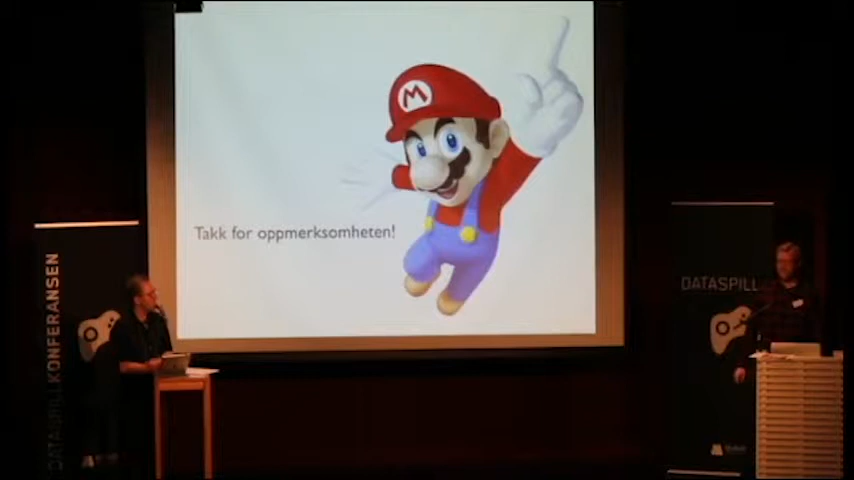 M
Takk for oppmerksomheten!
DATASPILLKONFERANSEN
DATASPILL